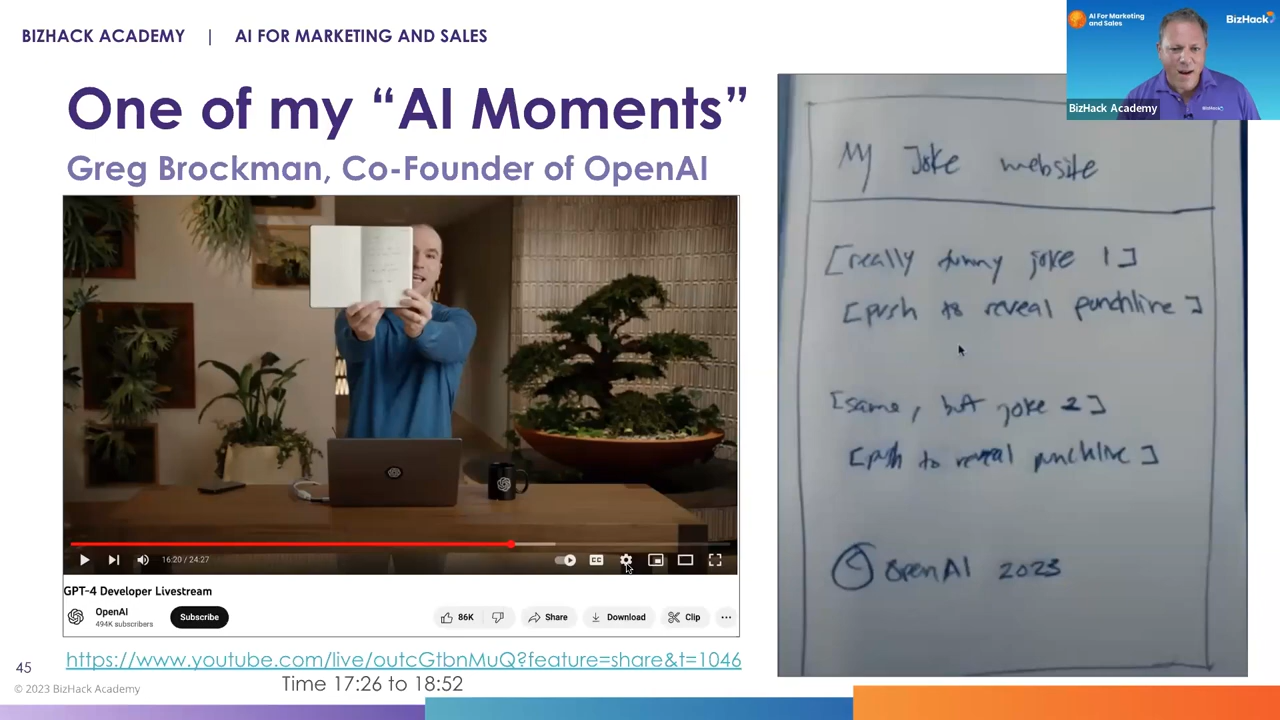 BIZHACK ACADEMY | AI FOR MARKETING AND SALES
AI For Marketing
and Sales
BizHack
BizHack Academy
One of my “AI Moments”
Greg Brockman, Co-Founder of OpenAI
16:20 / 24:27
CC
GPT-4 Developer Livestream
OpenAI
494K subscribers
Subscribe
86K
Share
Download
Clip
https://www.youtube.com/live/outcGtbnMuQ?feature=share&t=1046
Time 17:26 to 18:52
45
© 2023 BizHack Academy
My Joke website
[really funny joke 1]
[push to reveal punchline]
[same, but joke 2]
[push to reveal punchline]
© OpenAI 2023
BizHack